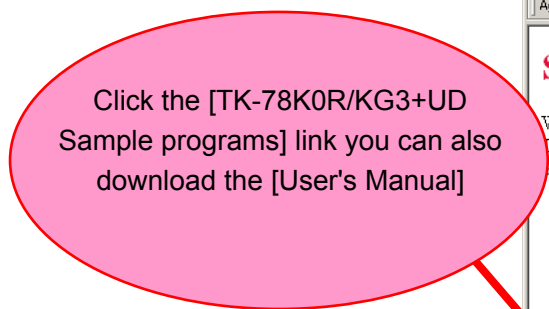 Click the [TK-78K0R/KG3+UD
Sample programs] link you can also
download the [User's Manual]